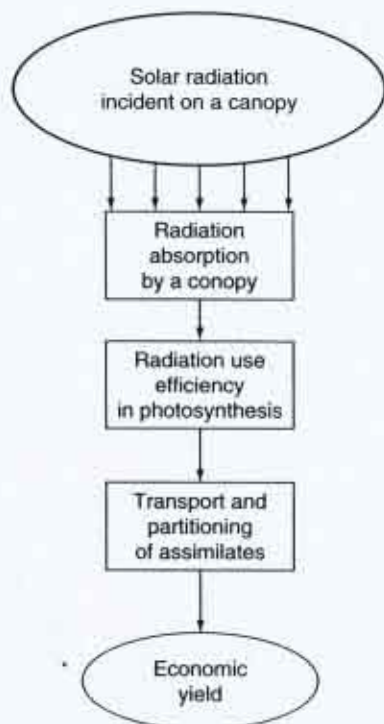 Solar radiation
incident on a canopy
Radiation
absorption
by a conopy
Radiation use
efficiency
in photosynthesis
Transport and
partitioning
of assimilates
Economic
yield